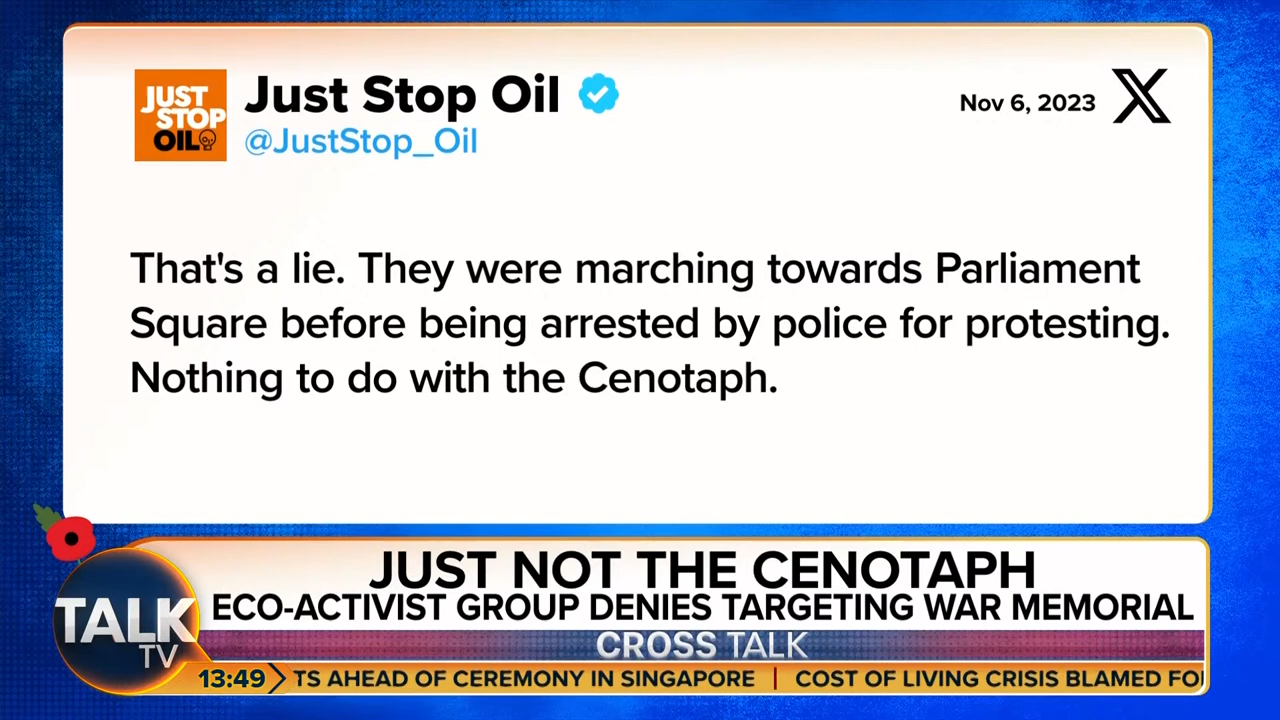 JUST STOP OIL
Just Stop Oil
@JustStop_Oil
Nov 6, 2023
X
That's a lie. They were marching towards Parliament
Square before being arrested by police for protesting.
Nothing to do with the Cenotaph.
JUST NOT THE CENOTAPH
ECO-ACTIVIST GROUP DENIES TARGETING WAR MEMORIAL
CROSS TALK
TALK
TV
13:49
TS AHEAD OF CEREMONY IN SINGAPORE | COST OF LIVING CRISIS BLAMED FO